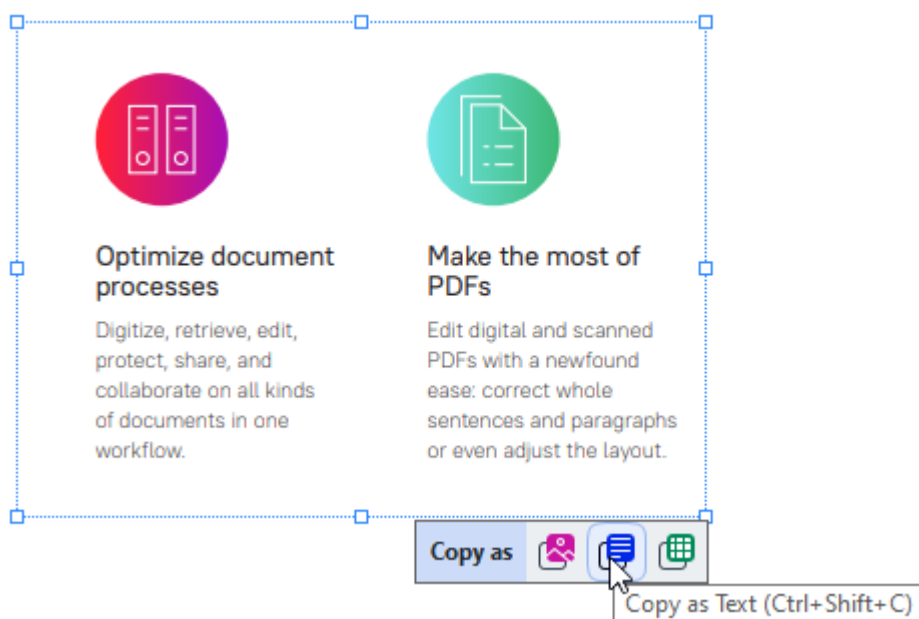 Optimize document
processes
Digitize, retrieve, edit,
protect, share, and
collaborate on all kinds
of documents in one
workflow.
Make the most of
PDFs
Edit digital and scanned
PDFs with a newfound
ease: correct whole
sentences and paragraphs
or even adjust the layout.
Copy as
Copy as Text (Ctrl+Shift+C)